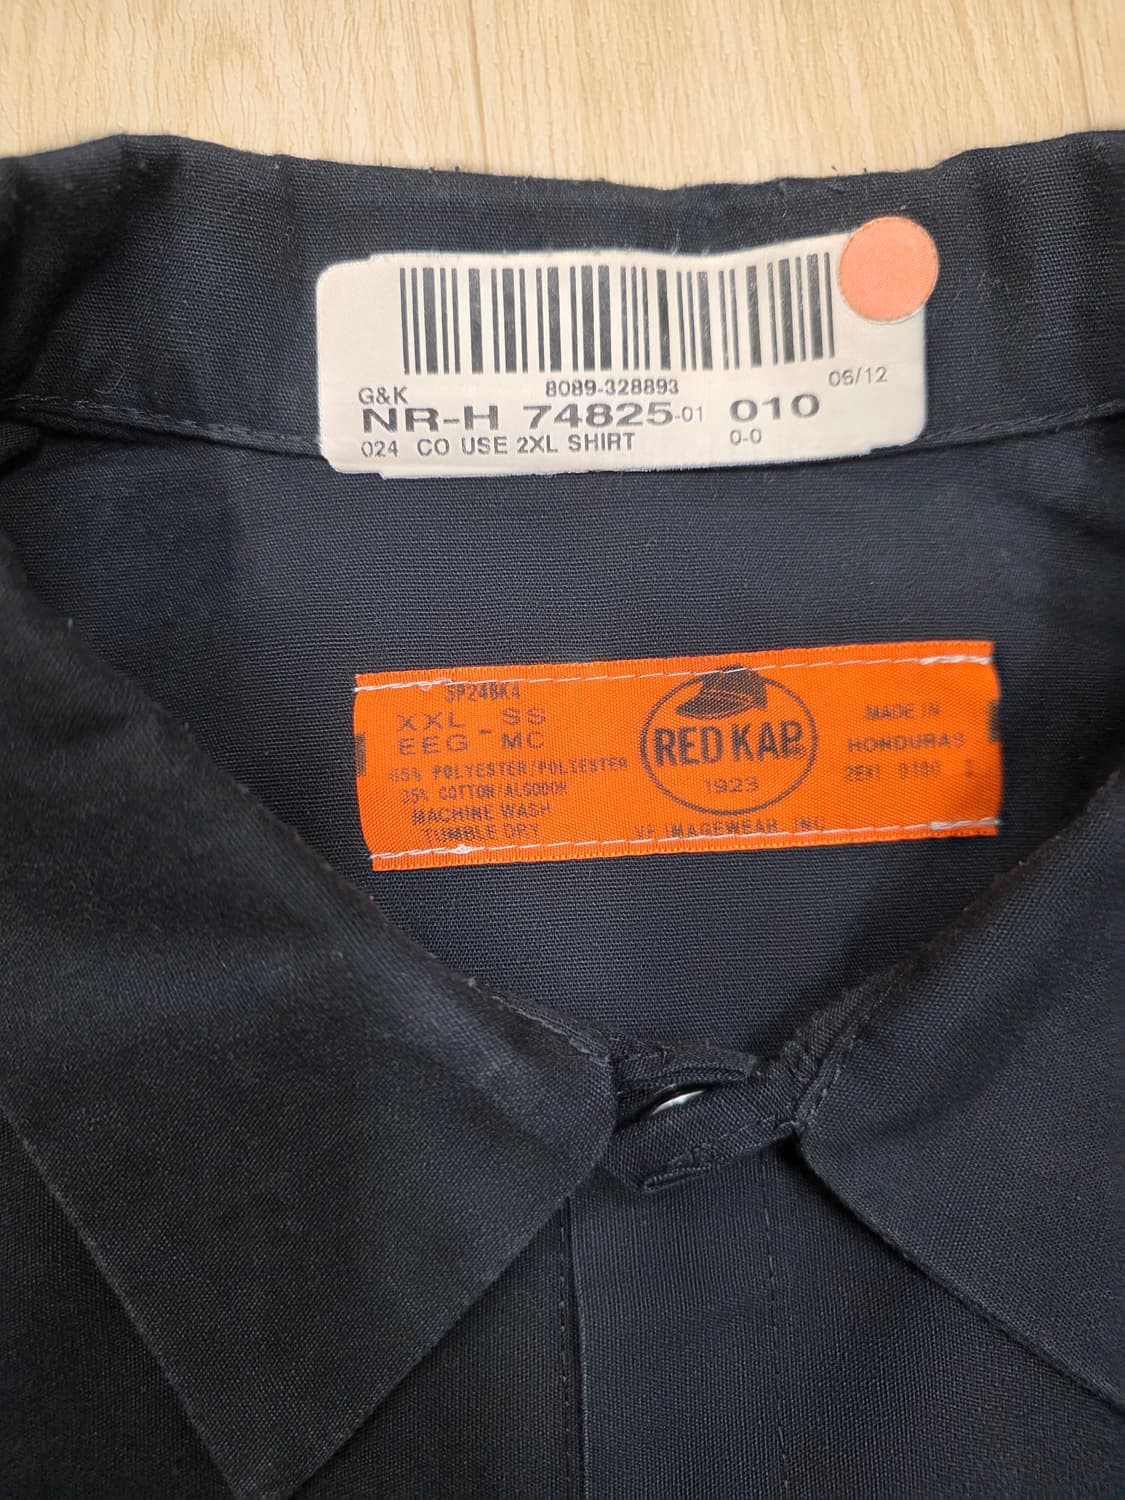 8089-328893
06/12
G&K
NR-H 74825-01 010
024 CO USE 2XL SHIRT 0-0
SP24BK4
XXL - SS
EEG - MC
65% POLYESTER/POLIESTER
35% COTTON/ALGODON
MACHINE WASH
TUMBLE DRY
RED KAP®
1923
VF IMAGEWEAR, INC
MADE IN
HONDURAS